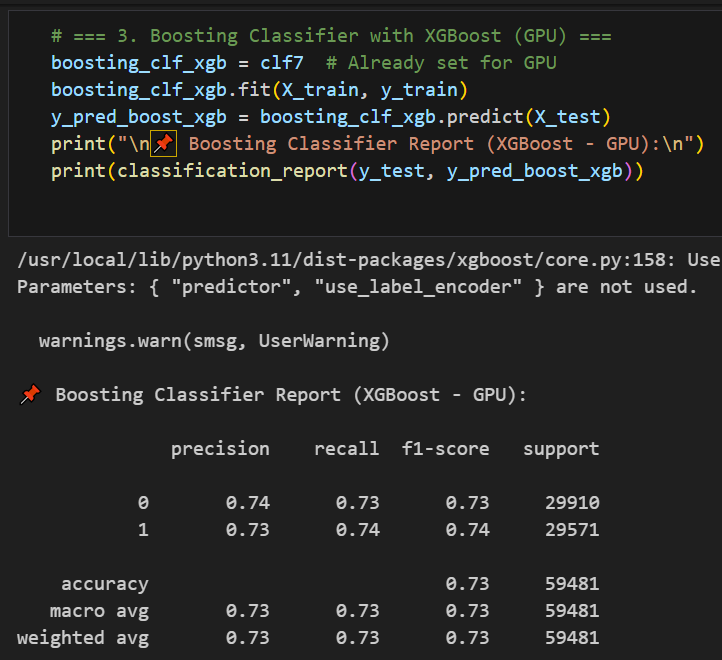 # === 3. Boosting Classifier with XGBoost (GPU) ===
boosting_clf_xgb = clf7  # Already set for GPU
boosting_clf_xgb.fit(X_train, y_train)
y_pred_boost_xgb = boosting_clf_xgb.predict(X_test)
print("\n📌 Boosting Classifier Report (XGBoost - GPU):\n")
print(classification_report(y_test, y_pred_boost_xgb))
/usr/local/lib/python3.11/dist-packages/xgboost/core.py:158: Use
Parameters: { "predictor", "use_label_encoder" } are not used.
warnings.warn(smsg, UserWarning)
📌 Boosting Classifier Report (XGBoost - GPU):
precision recall f1-score support
0 0.74 0.73 0.73 29910
1 0.73 0.74 0.74 29571
accuracy 0.73 59481
macro avg 0.73 0.73 0.73 59481
weighted avg 0.73 0.73 0.73 59481